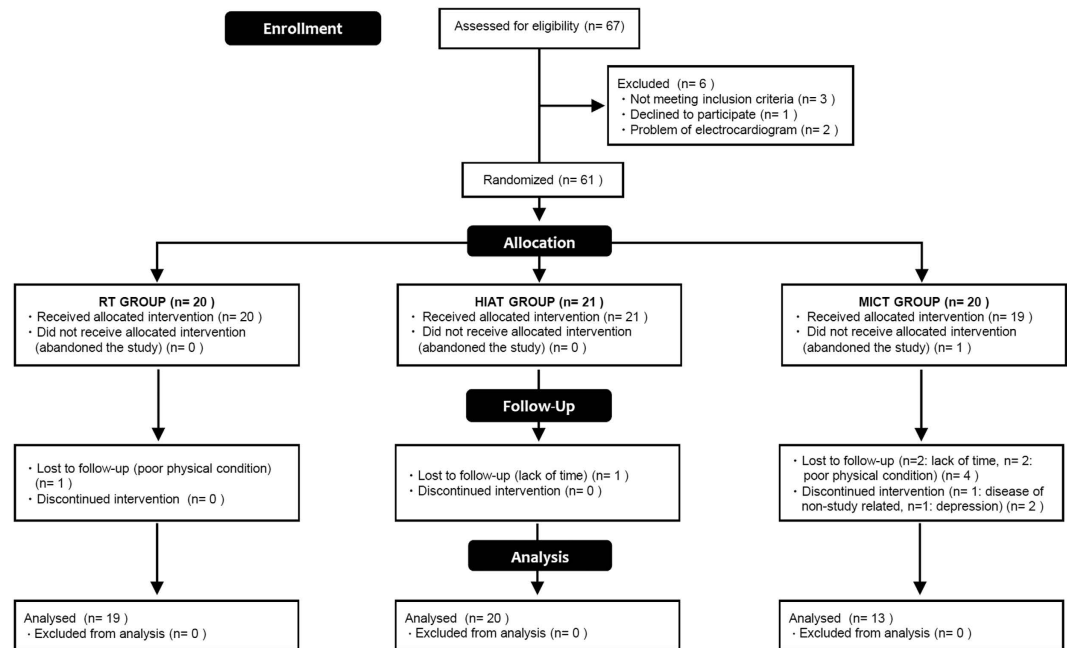 Enrollment
Assessed for eligibility (n= 67)
Excluded (n= 6 )
・Not meeting inclusion criteria (n= 3 )
・Declined to participate (n= 1 )
・Problem of electrocardiogram (n= 2 )
Randomized (n= 61 )
Allocation
RT GROUP (n= 20 )
・Received allocated intervention (n= 20 )
・Did not receive allocated intervention
(abandoned the study) (n= 0 )
HIAT GROUP (n= 21 )
・Received allocated intervention (n= 21 )
・Did not receive allocated intervention
(abandoned the study) (n= 0 )
MICT GROUP (n= 20 )
・Received allocated intervention (n= 19 )
・Did not receive allocated intervention
(abandoned the study) (n= 1 )
Follow-Up
・Lost to follow-up (poor physical condition)
(n= 1 )
・Discontinued intervention (n= 0 )
・Lost to follow-up (lack of time) (n= 1 )
・Discontinued intervention (n= 0 )
・Lost to follow-up (n=2: lack of time, n= 2:
poor physical condition) (n= 4 )
・Discontinued intervention (n= 1: disease of
non-study related, n=1: depression) (n= 2 )
Analysis
Analysed (n= 19 )
・Excluded from analysis (n= 0 )
Analysed (n= 20 )
・Excluded from analysis (n= 0 )
Analysed (n= 13 )
・Excluded from analysis (n= 0 )